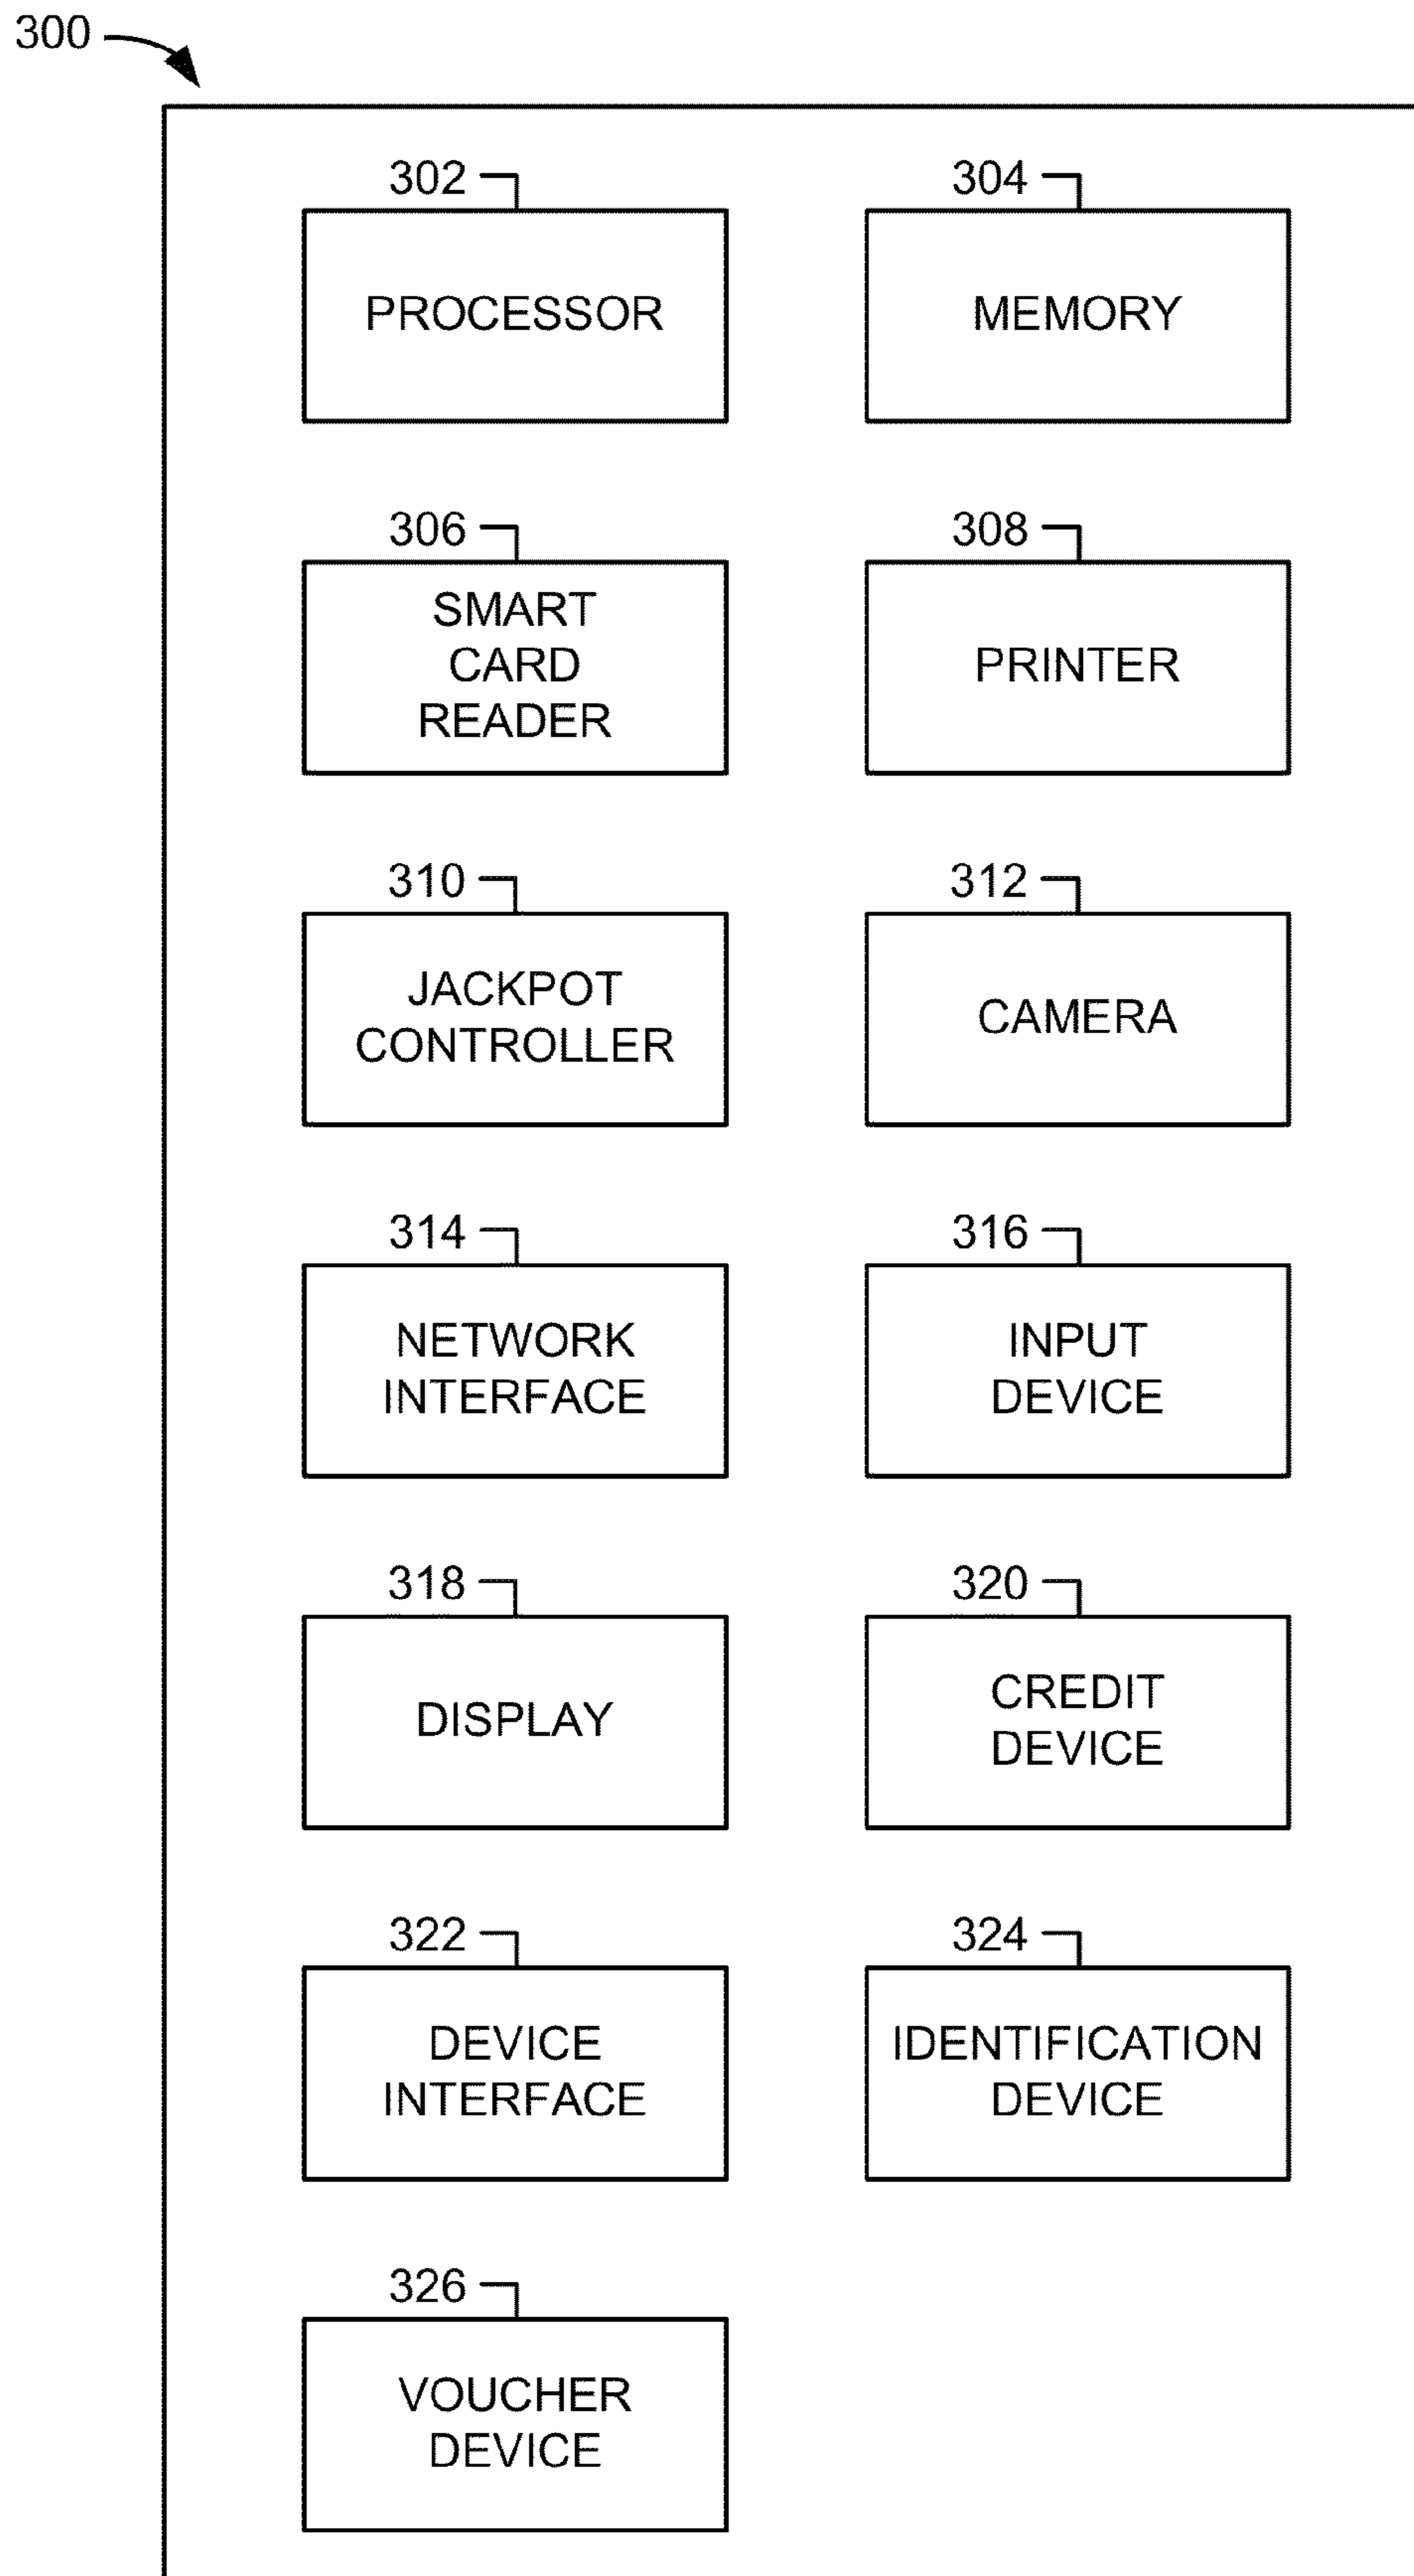 300
302
304
PROCESSOR
MEMORY
306
308
SMART
CARD
READER
PRINTER
310
312
JACKPOT
CONTROLLER
CAMERA
314
316
NETWORK
INTERFACE
INPUT
DEVICE
318
320
DISPLAY
CREDIT
DEVICE
322
324
DEVICE
INTERFACE
IDENTIFICATION
DEVICE
326
VOUCHER
DEVICE